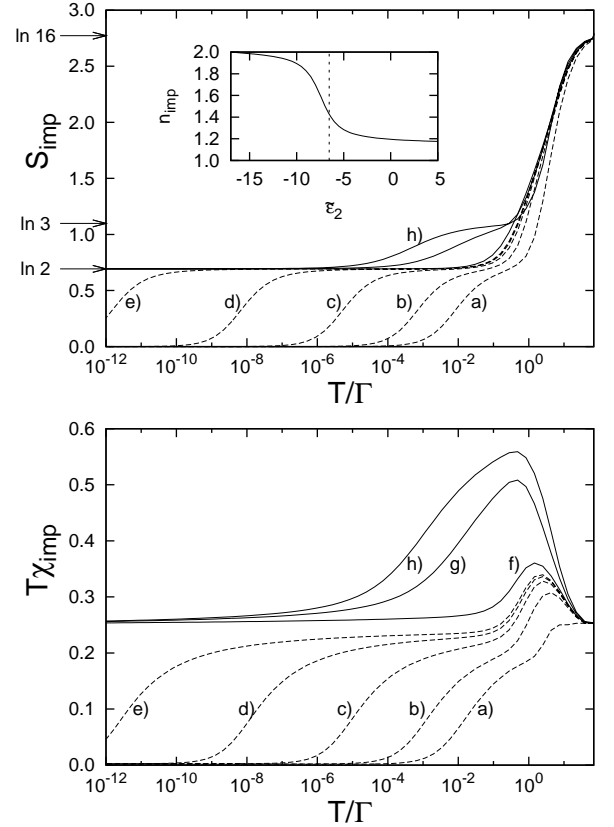 ln 16
3.0
2.5
2.0
1.5
ln 3
1.0
ln 2
0.5
0.0
S_imp
2.0
1.8
1.6
1.4
1.2
1.0
n_imp
-15 -10 -5 0 5
ε̃_2
h)
e) d) c) b) a)
10^-12 10^-10 10^-8 10^-6 10^-4 10^-2 10^0
T/Γ
0.6
0.5
0.4
0.3
0.2
0.1
0.0
Tχ_imp
h) g) f)
e) d) c) b) a)
10^-12 10^-10 10^-8 10^-6 10^-4 10^-2 10^0
T/Γ